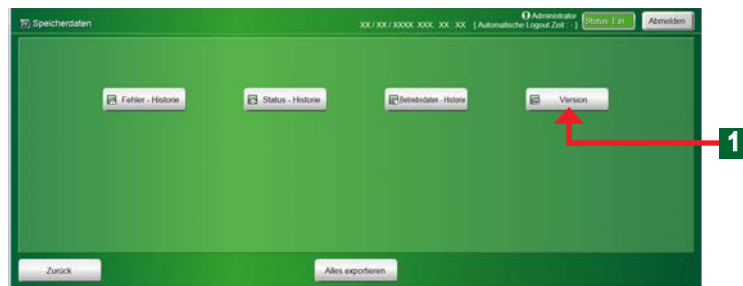 Speicherdaten
XX / XX / XXXX XXX XX XX [ Automatische Logout Zeit : - ]
Administrator
Status Ein
Abmelden
Fehler - Historie
Status - Historie
Betriebsdaten - Historie
Version
1
Zurück
Alles exportieren